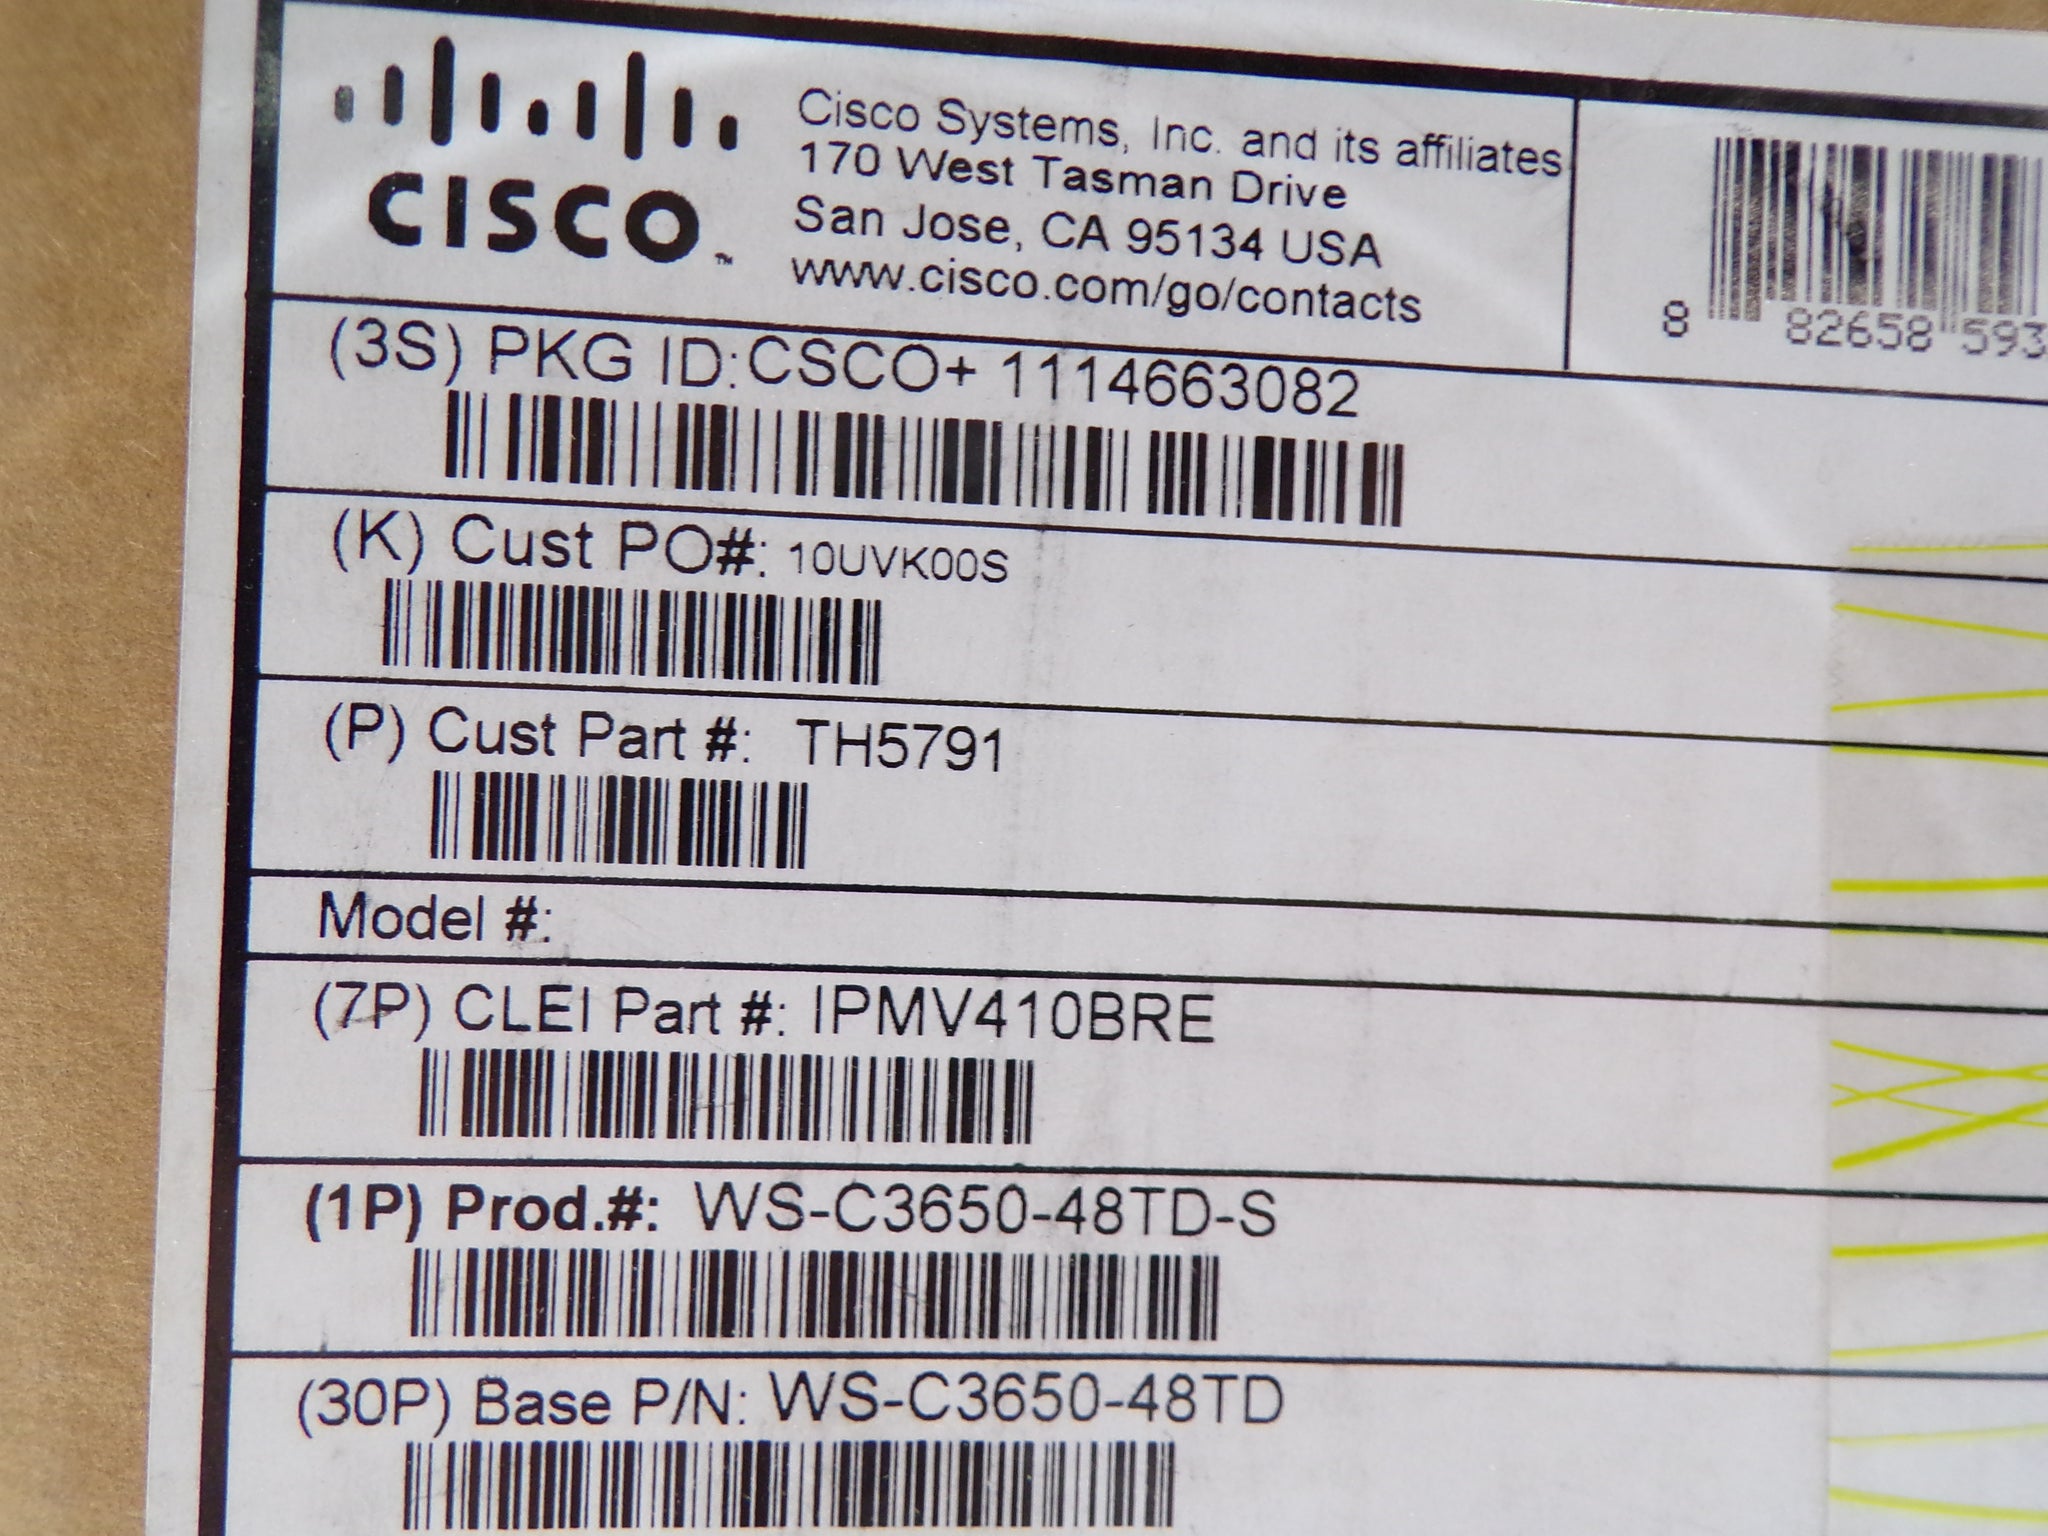 CISCO™
Cisco Systems, Inc. and its affiliates
170 West Tasman Drive
San Jose, CA 95134 USA
www.cisco.com/go/contacts
8 82658 593
(3S) PKG ID:CSCO+ 1114663082
(K) Cust PO#: 10UVK00S
(P) Cust Part #: TH5791
Model #:
(7P) CLEI Part #: IPMV410BRE
(1P) Prod.#: WS-C3650-48TD-S
(30P) Base P/N: WS-C3650-48TD